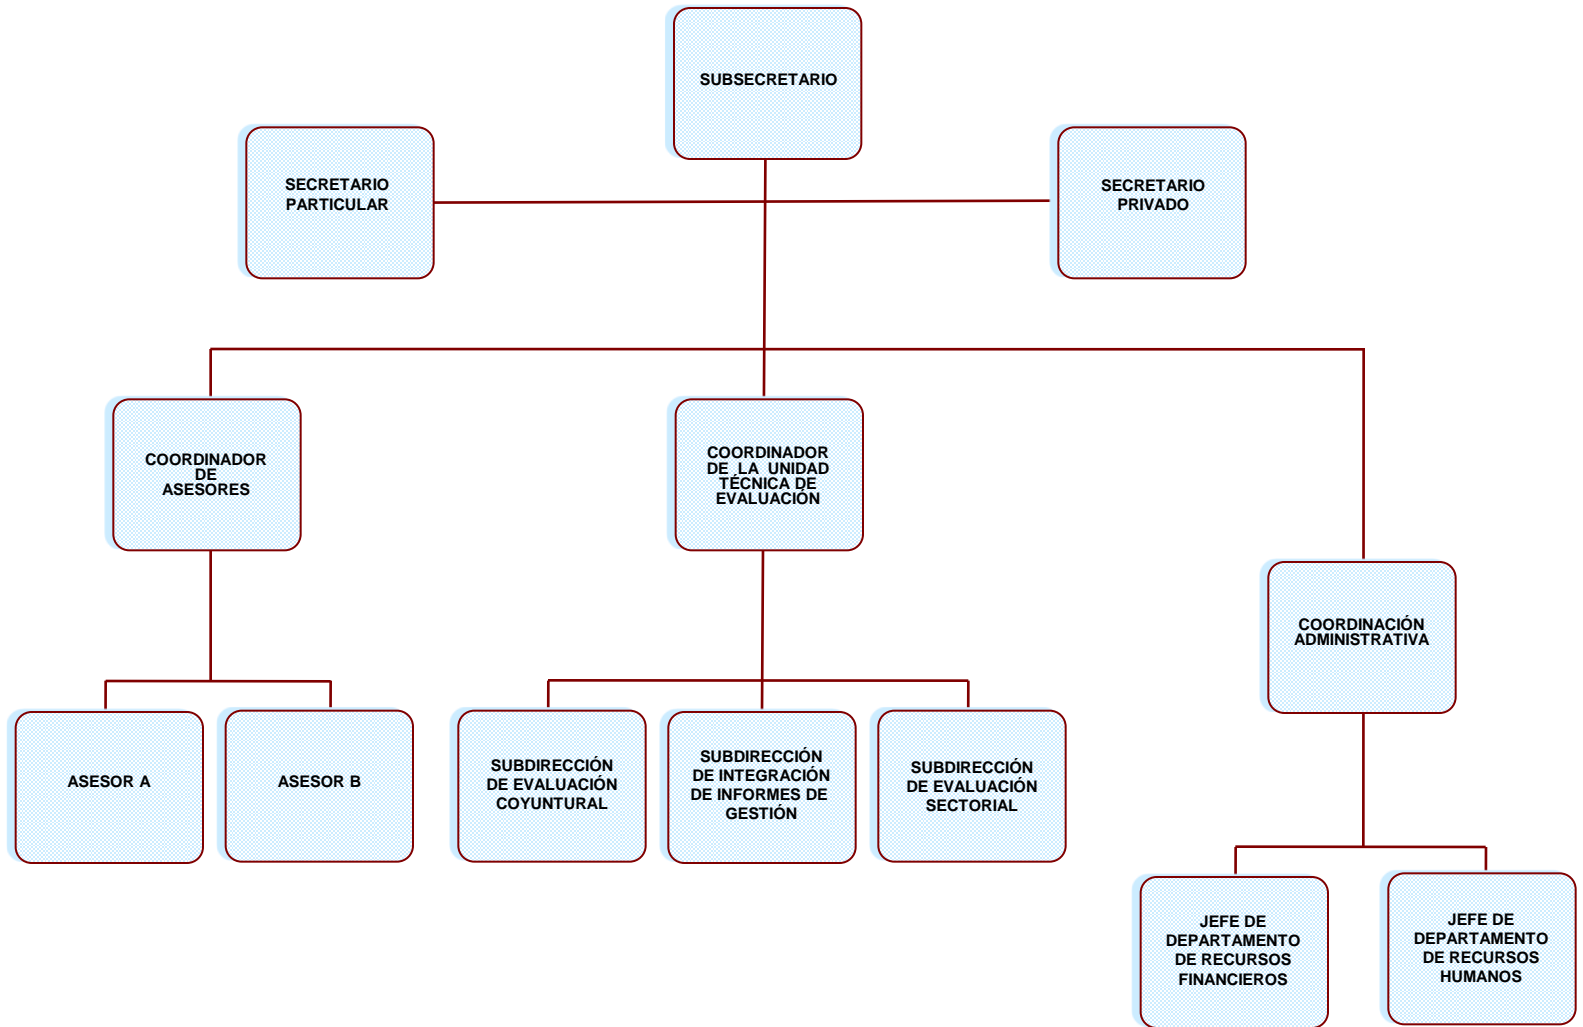 SUBSECRETARIO
SECRETARIO
PARTICULAR
SECRETARIO
PRIVADO
COORDINADOR
DE
ASESORES
COORDINADOR
DE LA UNIDAD
TÉCNICA DE
EVALUACIÓN
COORDINACIÓN
ADMINISTRATIVA
ASESOR A
ASESOR B
SUBDIRECCIÓN
DE EVALUACIÓN
COYUNTURAL
SUBDIRECCIÓN
DE INTEGRACIÓN
DE INFORMES DE
GESTIÓN
SUBDIRECCIÓN
DE EVALUACIÓN
SECTORIAL
JEFE DE
DEPARTAMENTO
DE RECURSOS
FINANCIEROS
JEFE DE
DEPARTAMENTO
DE RECURSOS
HUMANOS